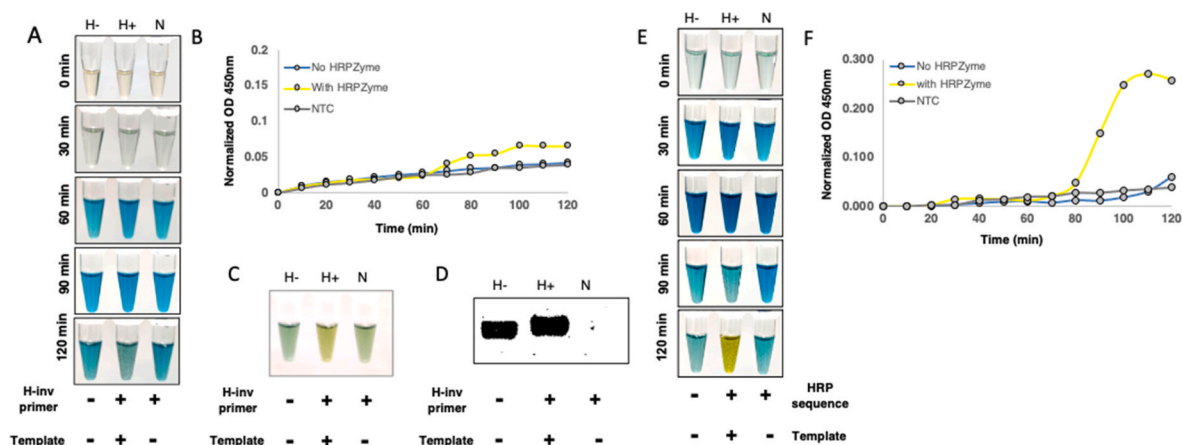 A
H- H+ N
0 min
30 min
60 min
90 min
120 min
H-inv
primer
- + +
Template
- + -
B
Normalized OD 450nm
0.2
0.15
0.1
0.05
0
No HRPZyme
With HRPZyme
NTC
0 10 20 30 40 50 60 70 80 90 100 110 120
Time (min)
C
H- H+ N
H-inv
primer
- + +
Template
- + -
D
H- H+ N
H-inv
primer
- + +
Template
- + -
E
H- H+ N
0 min
30 min
60 min
90 min
120 min
- + +
HRP
sequence
- + -
Template
F
Normalized OD 450nm
0.300
0.200
0.100
0.000
No HRPZyme
with HRPZyme
NTC
0 20 40 60 80 100 120
Time (min)